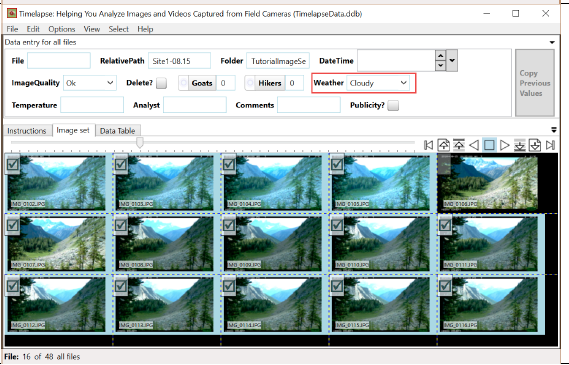 Timelapse: Helping You Analyze Images and Videos Captured from Field Cameras (TimelapseData.ddb)
File Edit Options View Select Help
Data entry for all files
File RelativePath Site1-08.15 Folder TutorialImageSe DateTime
ImageQuality Ok Delete? Goats 0 Hikers 0 Weather Cloudy
Copy Previous Values
Temperature Analyst Comments Publicity?
Instructions Image set Data Table
IMG_0102.JPG IMG_0103.JPG IMG_0104.JPG IMG_0105.JPG IMG_0106.JPG
IMG_0107.JPG IMG_0108.JPG IMG_0109.JPG IMG_0110.JPG IMG_0111.JPG
IMG_0112.JPG IMG_0113.JPG IMG_0114.JPG IMG_0115.JPG IMG_0116.JPG
File: 16 of 48 all files